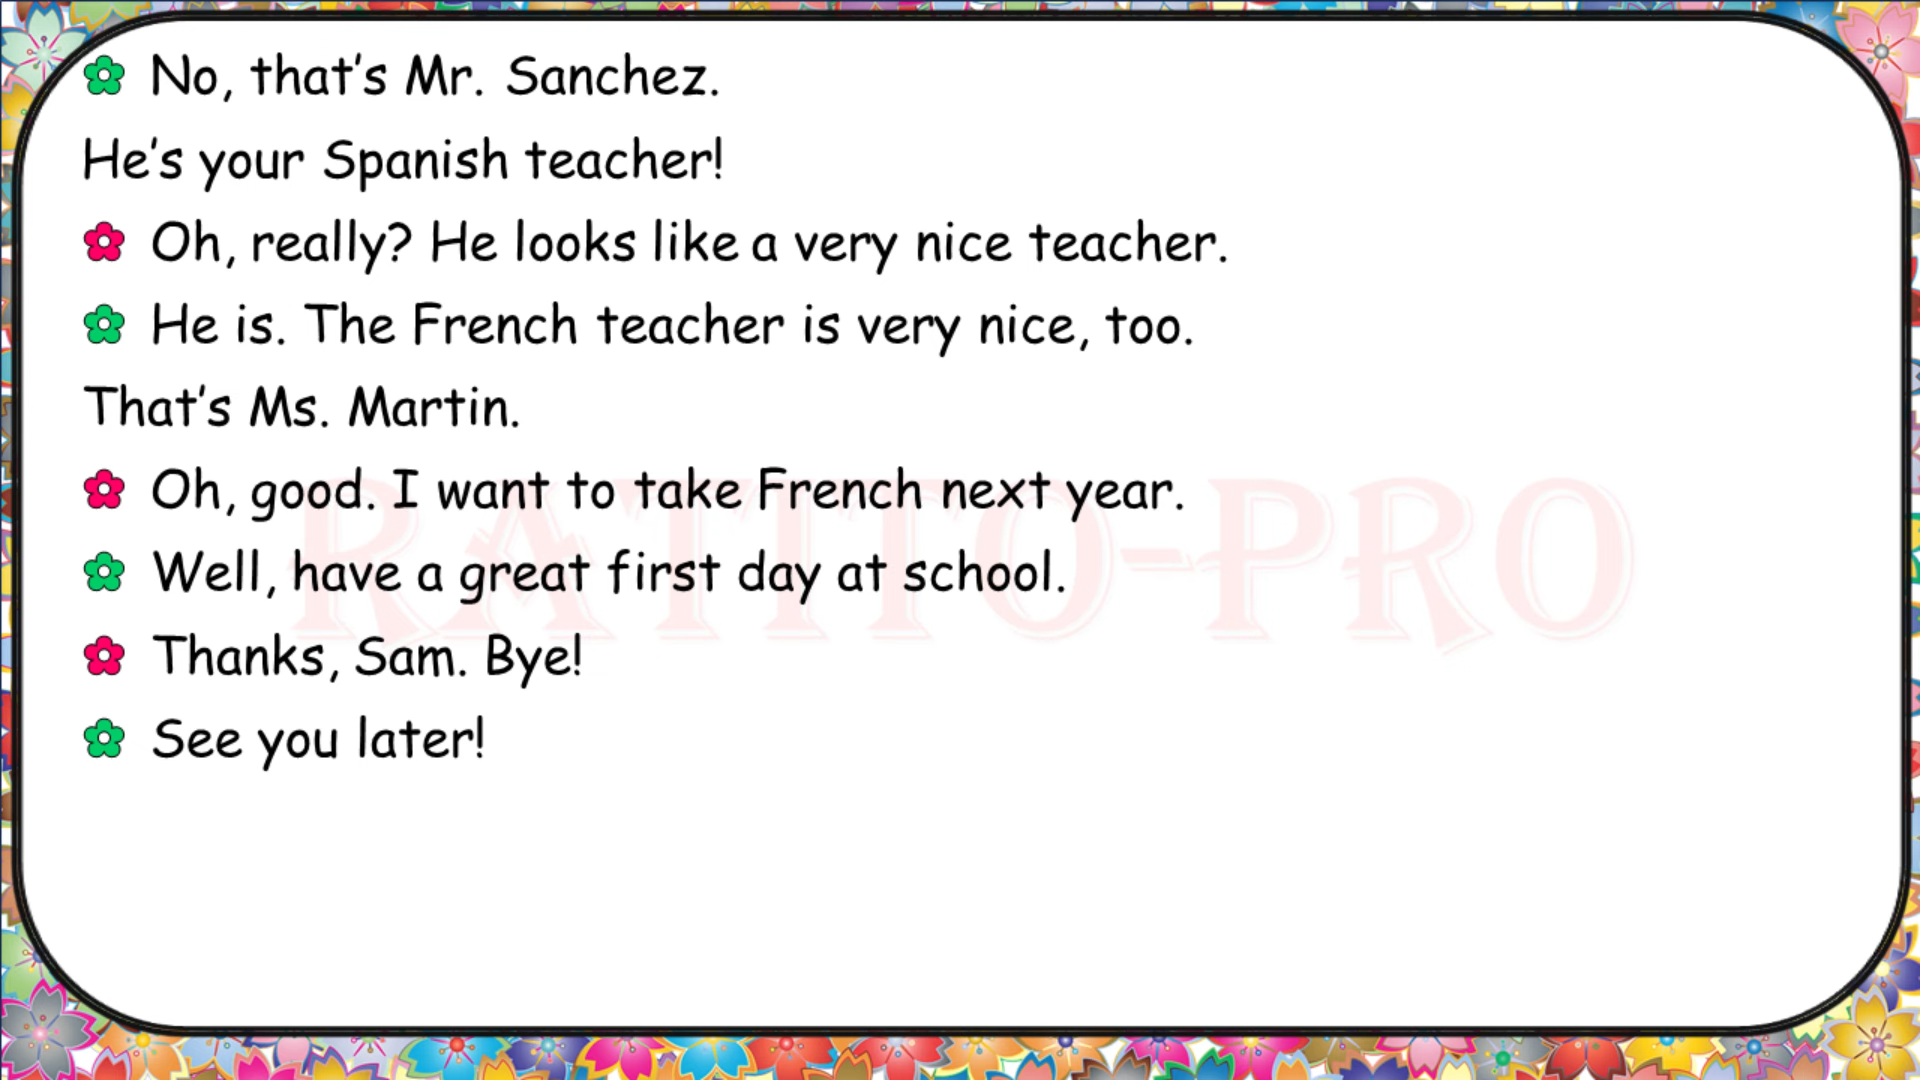 No, that's Mr. Sanchez.
He's your Spanish teacher!
Oh, really? He looks like a very nice teacher.
He is. The French teacher is very nice, too.
That's Ms. Martin.
Oh, good. I want to take French next year.
Well, have a great first day at school.
Thanks, Sam. Bye!
See you later!
RATITO-PRO